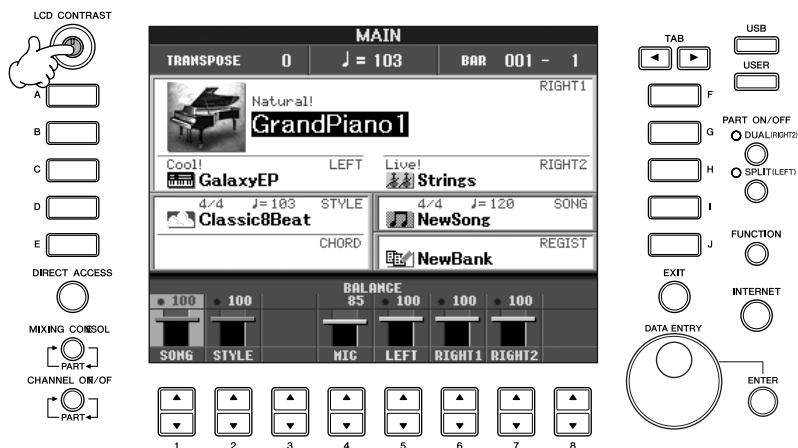 LCD CONTRAST
A
B
C
D
E
DIRECT ACCESS
MIXING CONSOL
PART
CHANNEL ON/OF
PART
MAIN
TRANSPOSE 0 ♩= 103 BAR 001 - 1
RIGHT1
Natural!
GrandPiano1
Cool! LEFT
GalaxyEP
Live! RIGHT2
Strings
4/4 ♩=103 STYLE
Classic8Beat
4/4 ♩=120 SONG
NewSong
CHORD
REGIST
NewBank
BALANCE
100 100 85 100 100 100
SONG STYLE MIC LEFT RIGHT1 RIGHT2
1 2 3 4 5 6 7 8
TAB
USB
USER
F
G
H
I
J
PART ON/OFF
DUAL(RIGHT2)
SPLIT(LEFT)
FUNCTION
EXIT
INTERNET
DATA ENTRY
ENTER